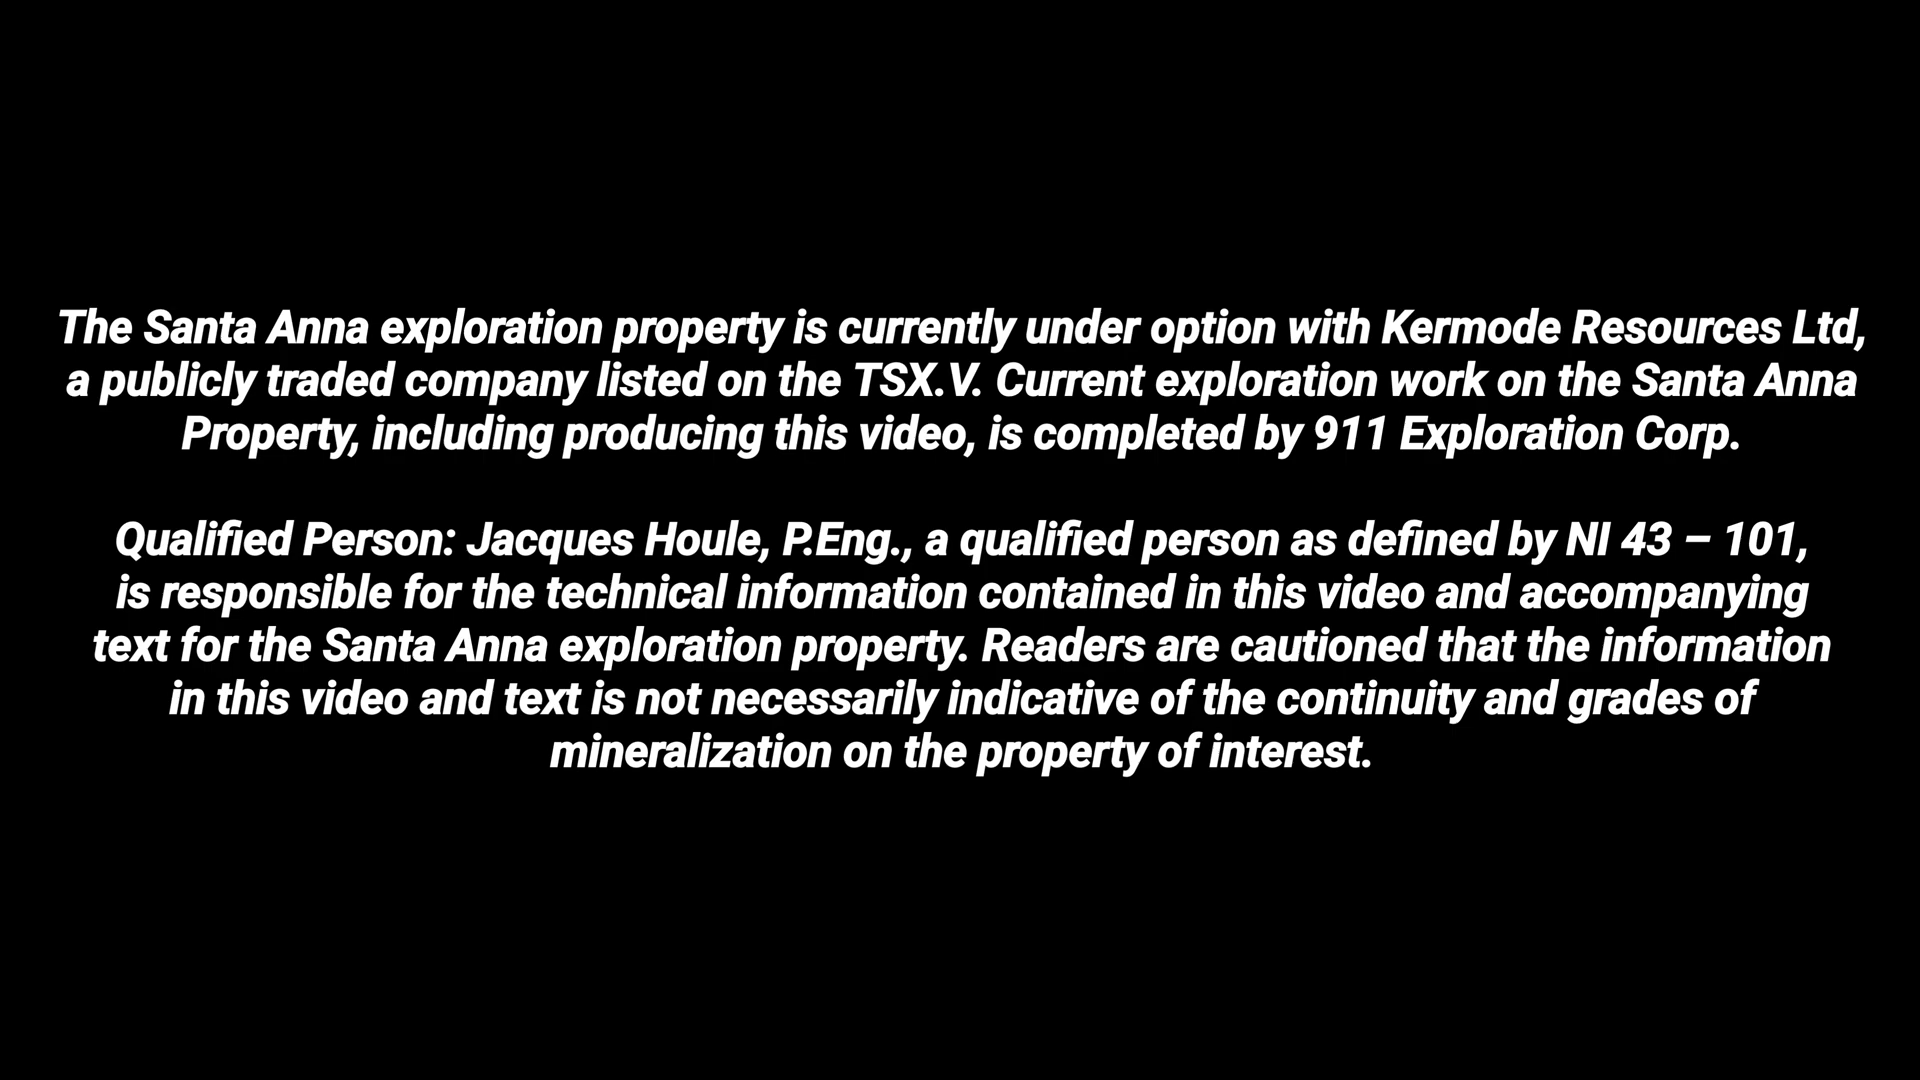 The Santa Anna exploration property is currently under option with Kermode Resources Ltd,
a publicly traded company listed on the TSX.V. Current exploration work on the Santa Anna
Property, including producing this video, is completed by 911 Exploration Corp.
Qualified Person: Jacques Houle, P.Eng., a qualified person as defined by NI 43 – 101,
is responsible for the technical information contained in this video and accompanying
text for the Santa Anna exploration property. Readers are cautioned that the information
in this video and text is not necessarily indicative of the continuity and grades of
mineralization on the property of interest.